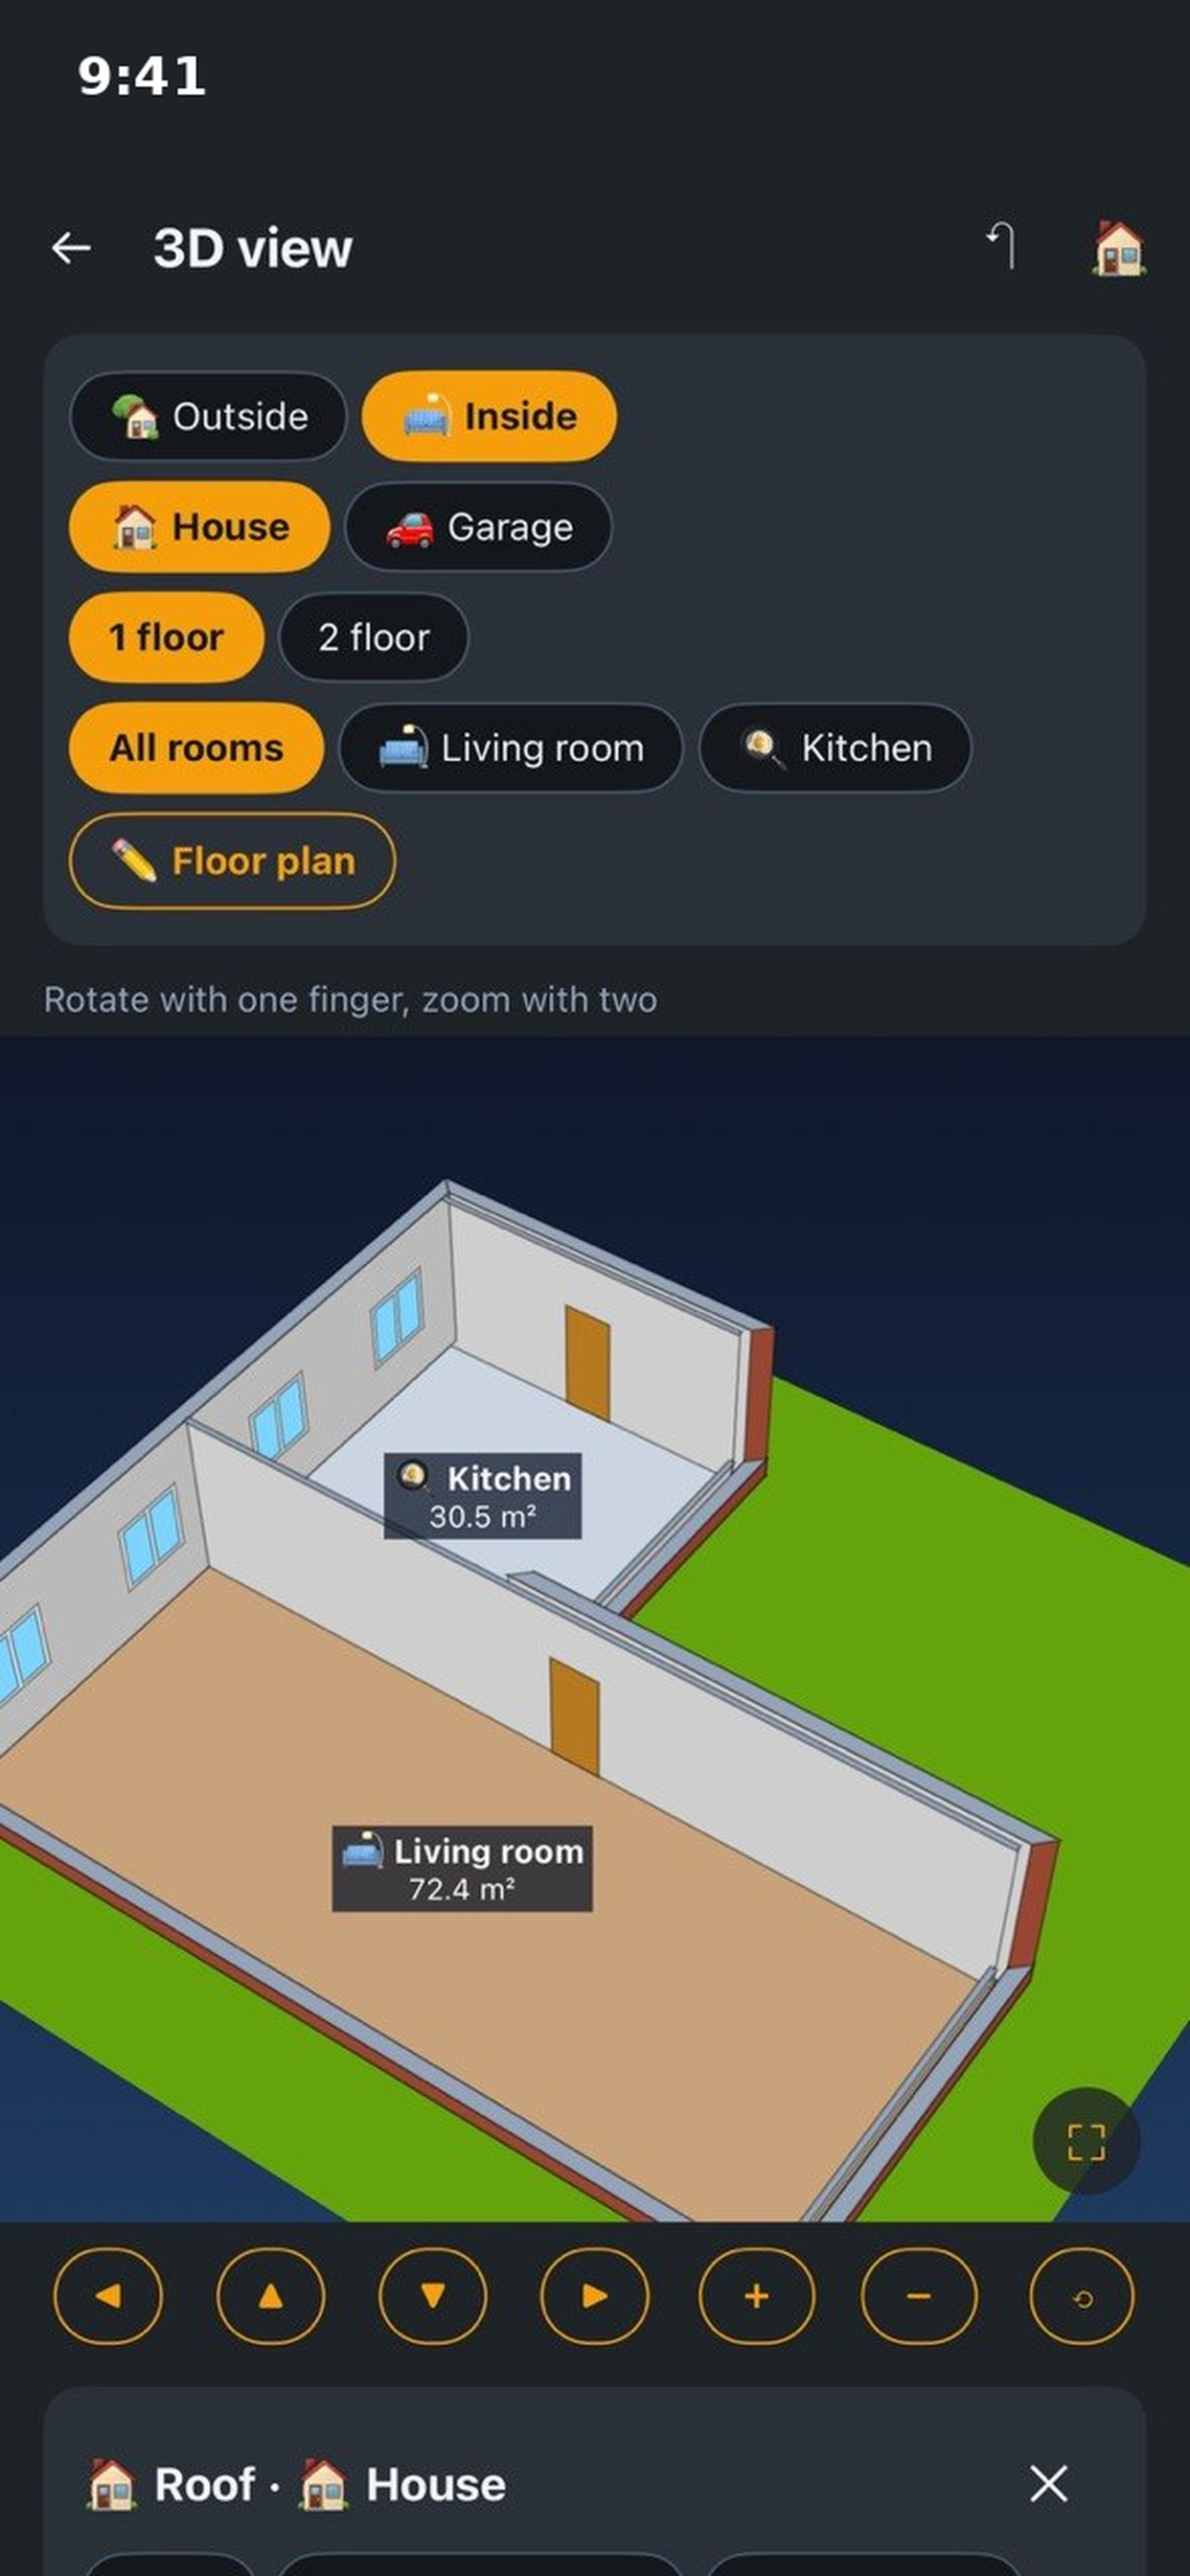 9:41
3D view
Outside Inside
House Garage
1 floor 2 floor
All rooms Living room Kitchen
Floor plan
Rotate with one finger, zoom with two
Kitchen
30.5 m²
Living room
72.4 m²
Roof · House